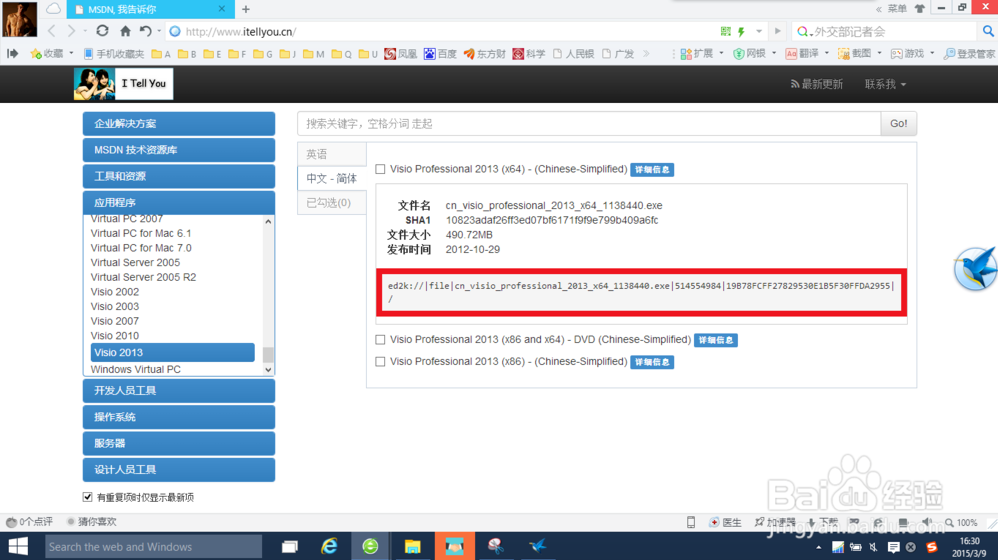 MSDN, 我告诉你
菜单
http://www.itellyou.cn/
外交部记者会
收藏 手机收藏夹 A B E F G J M Q U 凤凰 百度 东方财 科学 人民银 广发 扩展 网银 翻译 截图 游戏 登录管家
I Tell You
最新更新 联系我
企业解决方案
MSDN 技术资源库
工具和资源
应用程序
Virtual PC 2007
Virtual PC for Mac 6.1
Virtual PC for Mac 7.0
Virtual Server 2005
Virtual Server 2005 R2
Visio 2002
Visio 2003
Visio 2007
Visio 2010
Visio 2013
Windows Virtual PC
开发人员工具
操作系统
服务器
设计人员工具
有重复项时仅显示最新项
搜索关键字，空格分词 走起 Go!
英语
中文 - 简体
已勾选(0)
Visio Professional 2013 (x64) - (Chinese-Simplified) 详细信息
文件名 cn_visio_professional_2013_x64_1138440.exe
SHA1 10823adaf26ff3ed07bf6171f9f9e799b409a6fc
文件大小 490.72MB
发布时间 2012-10-29
ed2k://|file|cn_visio_professional_2013_x64_1138440.exe|514554984|19B78FCFF27829530E1B5F30FFDA2955|
/
Visio Professional 2013 (x86 and x64) - DVD (Chinese-Simplified) 详细信息
Visio Professional 2013 (x86) - (Chinese-Simplified) 详细信息
Baidu 经验
jingyan.baidu.com
0个点评 猜你喜欢 医生 加速器 下载 100%
Search the web and Windows
16:30
2015/3/9